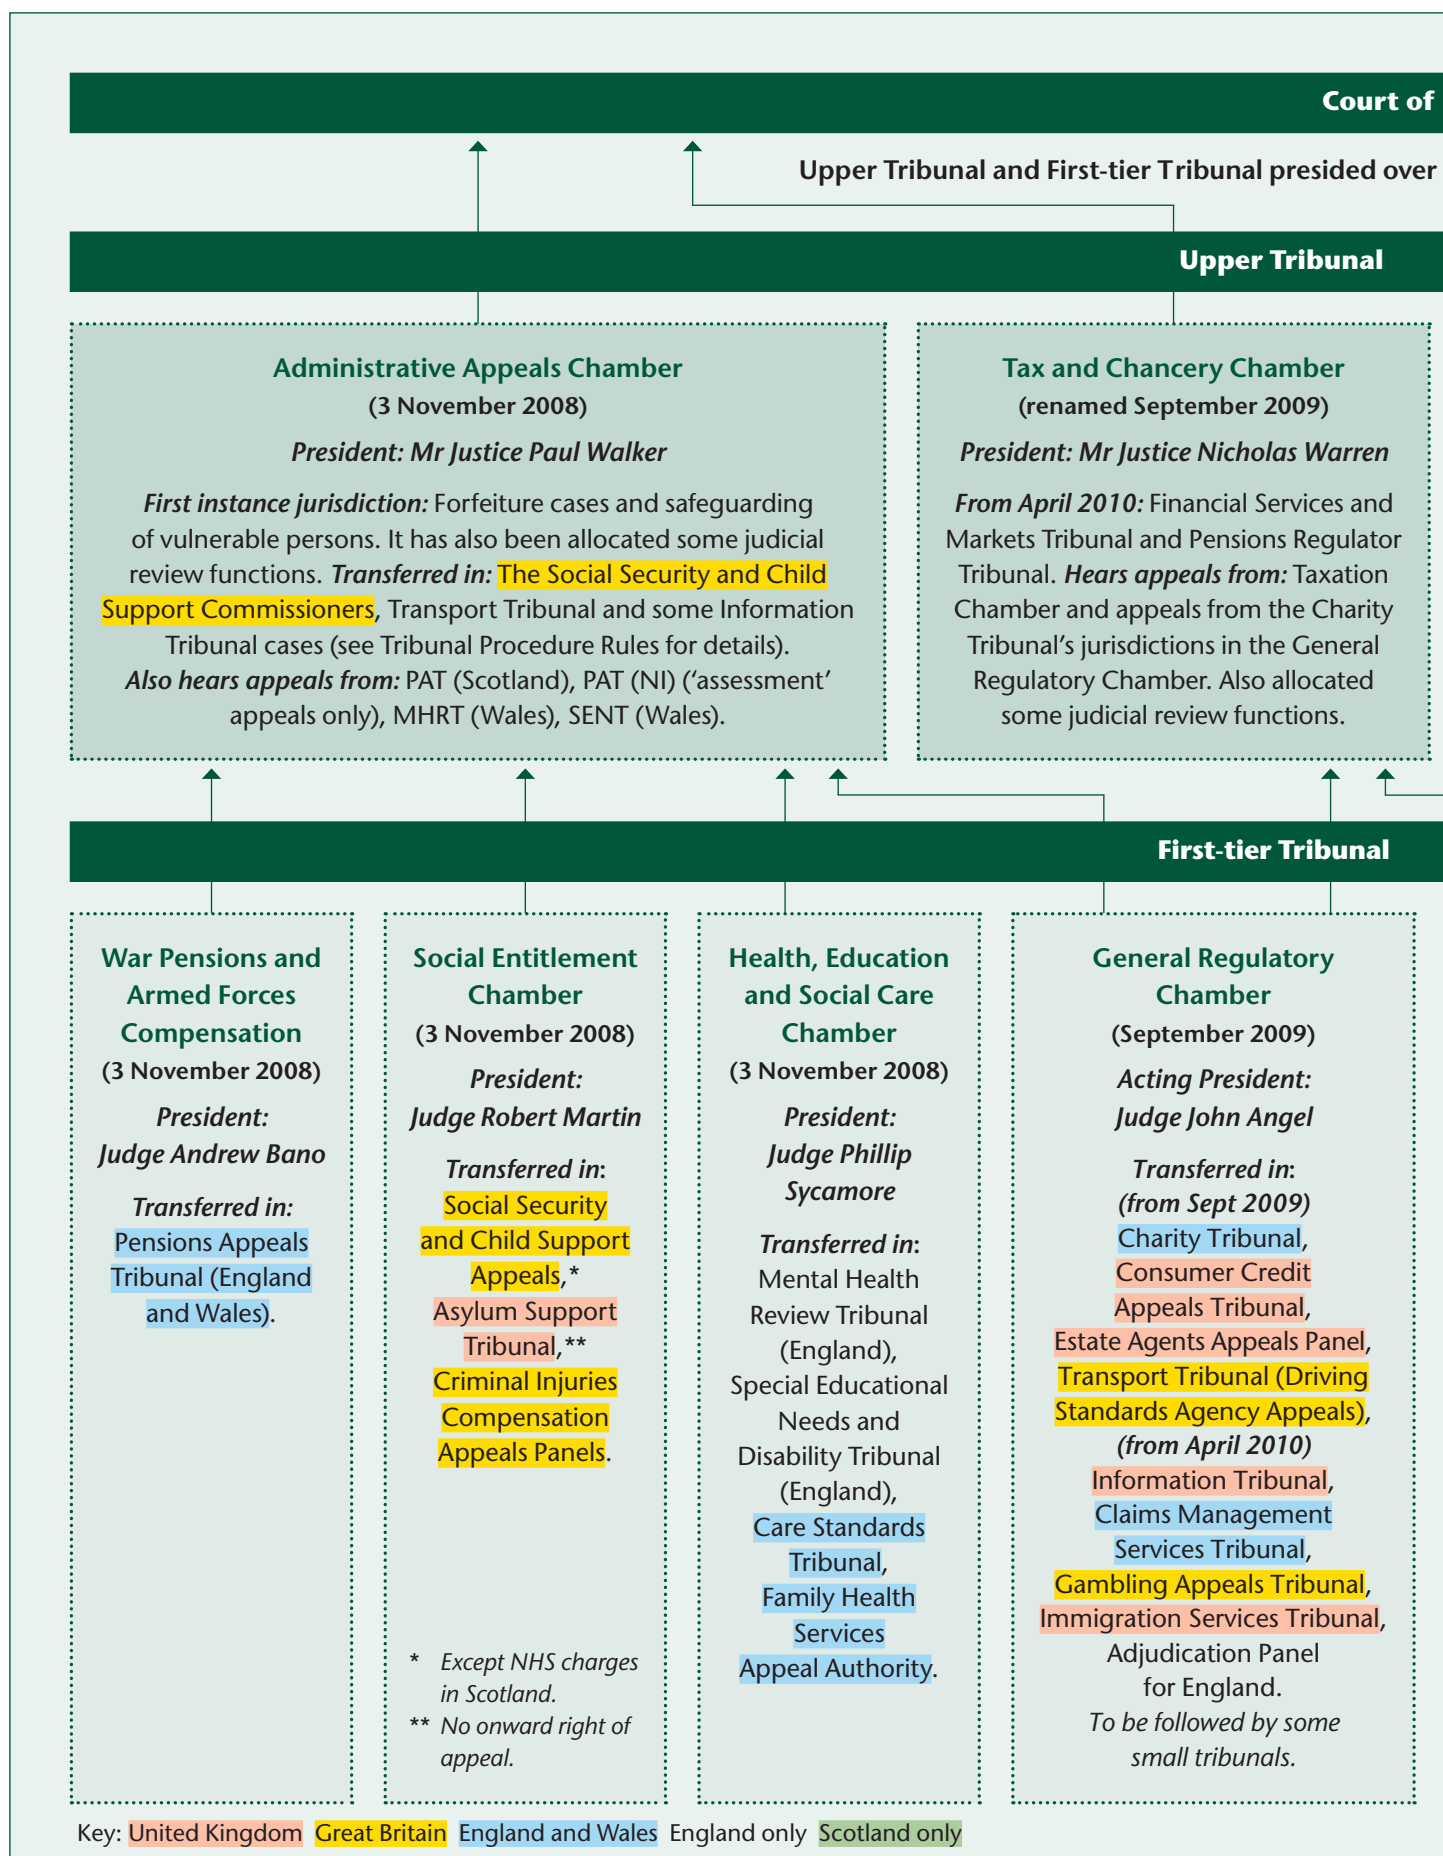 Court of
Upper Tribunal and First-tier Tribunal presided over
Upper Tribunal
Administrative Appeals Chamber
(3 November 2008)
President: Mr Justice Paul Walker
First instance jurisdiction: Forfeiture cases and safeguarding
of vulnerable persons. It has also been allocated some judicial
review functions. Transferred in: The Social Security and Child
Support Commissioners, Transport Tribunal and some Information
Tribunal cases (see Tribunal Procedure Rules for details).
Also hears appeals from: PAT (Scotland), PAT (NI) (‘assessment’
appeals only), MHRT (Wales), SENT (Wales).
Tax and Chancery Chamber
(renamed September 2009)
President: Mr Justice Nicholas Warren
From April 2010: Financial Services and
Markets Tribunal and Pensions Regulator
Tribunal. Hears appeals from: Taxation
Chamber and appeals from the Charity
Tribunal’s jurisdictions in the General
Regulatory Chamber. Also allocated
some judicial review functions.
First-tier Tribunal
War Pensions and
Armed Forces
Compensation
(3 November 2008)
President:
Judge Andrew Bano
Transferred in:
Pensions Appeals
Tribunal (England
and Wales).
Social Entitlement
Chamber
(3 November 2008)
President:
Judge Robert Martin
Transferred in:
Social Security
and Child Support
Appeals,*
Asylum Support
Tribunal,**
Criminal Injuries
Compensation
Appeals Panels.
* Except NHS charges
in Scotland.
** No onward right of
appeal.
Health, Education
and Social Care
Chamber
(3 November 2008)
President:
Judge Phillip
Sycamore
Transferred in:
Mental Health
Review Tribunal
(England),
Special Educational
Needs and
Disability Tribunal
(England),
Care Standards
Tribunal,
Family Health
Services
Appeal Authority.
General Regulatory
Chamber
(September 2009)
Acting President:
Judge John Angel
Transferred in:
(from Sept 2009)
Charity Tribunal,
Consumer Credit
Appeals Tribunal,
Estate Agents Appeals Panel,
Transport Tribunal (Driving
Standards Agency Appeals),
(from April 2010)
Information Tribunal,
Claims Management
Services Tribunal,
Gambling Appeals Tribunal,
Immigration Services Tribunal,
Adjudication Panel
for England.
To be followed by some
small tribunals.
Key: United Kingdom Great Britain England and Wales England only Scotland only